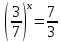 (3/7)^x = 7/3